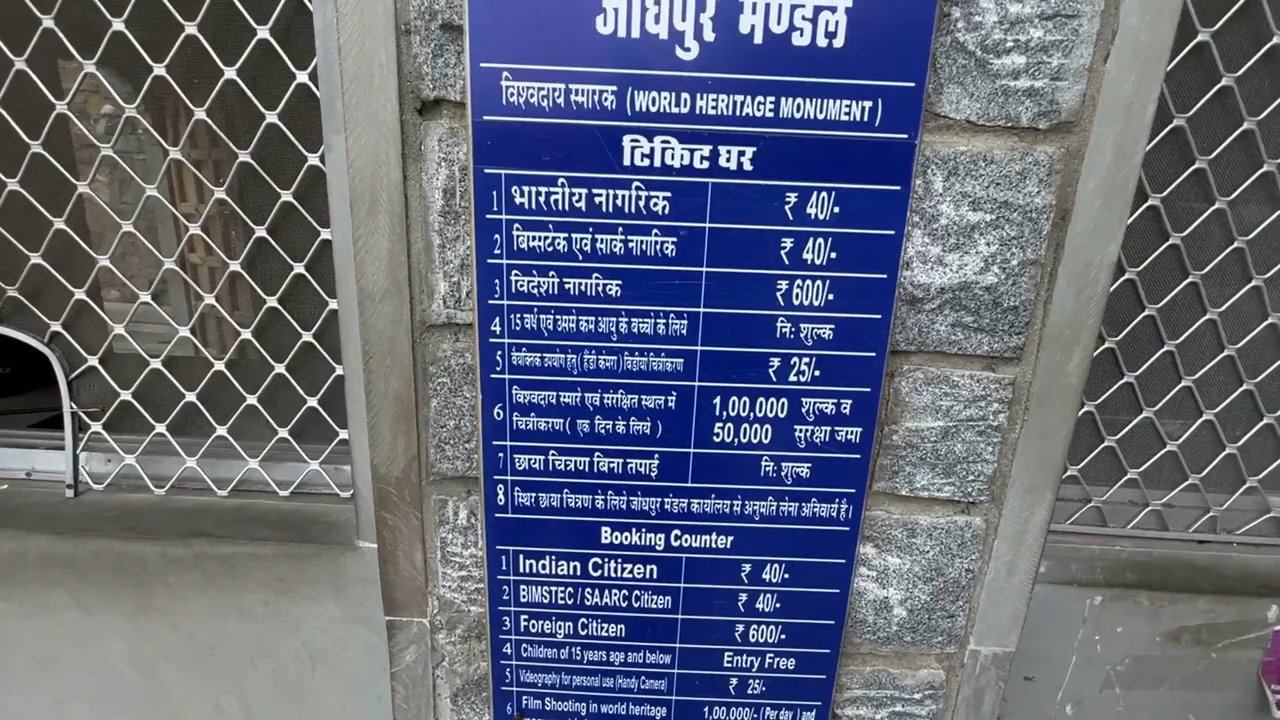 जोधपुर मण्डल
विश्वदाय स्मारक (WORLD HERITAGE MONUMENT)
टिकिट घर
1 भारतीय नागरिक ₹ 40/-
2 बिम्सटेक एवं सार्क नागरिक ₹ 40/-
3 विदेशी नागरिक ₹ 600/-
4 15 वर्ष एवं उससे कम आयु के बच्चो के लिये नि: शुल्क
5 वैयक्तिक उपयोग हेतु ( हैंडी केमरा ) विडीयो चित्रीकरण ₹ 25/-
6 विश्वदाय स्मारे एवं संरक्षित स्थल में 1,00,000 शुल्क व
चित्रीकरण ( एक दिन के लिये ) 50,000 सुरक्षा जमा
7 छाया चित्रण बिना तपाई नि: शुल्क
8 स्थिर छाया चित्रण के लिये जोधपुर मंडल कार्यालय से अनुमति लेना अनिवार्य है।
Booking Counter
1 Indian Citizen ₹ 40/-
2 BIMSTEC / SAARC Citizen ₹ 40/-
3 Foreign Citizen ₹ 600/-
4 Children of 15 years age and below Entry Free
5 Videography for personal use (Handy Camera) ₹ 25/-
6 Film Shooting in world heritage 1,00,000/- ( Per day ) and